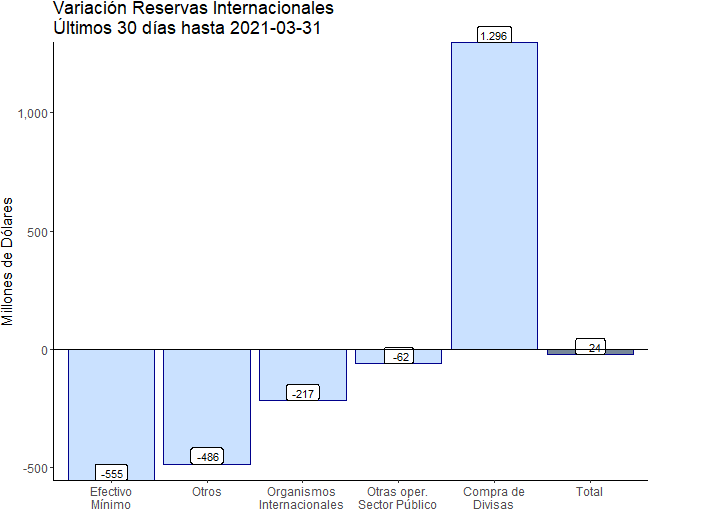 Variación Reservas Internacionales
Últimos 30 días hasta 2021-03-31
Millones de Dólares
1,000
500
0
-500
-555
-486
-217
-62
1.296
24
Efectivo
Mínimo
Otros
Organismos
Internacionales
Otras oper.
Sector Público
Compra de
Divisas
Total